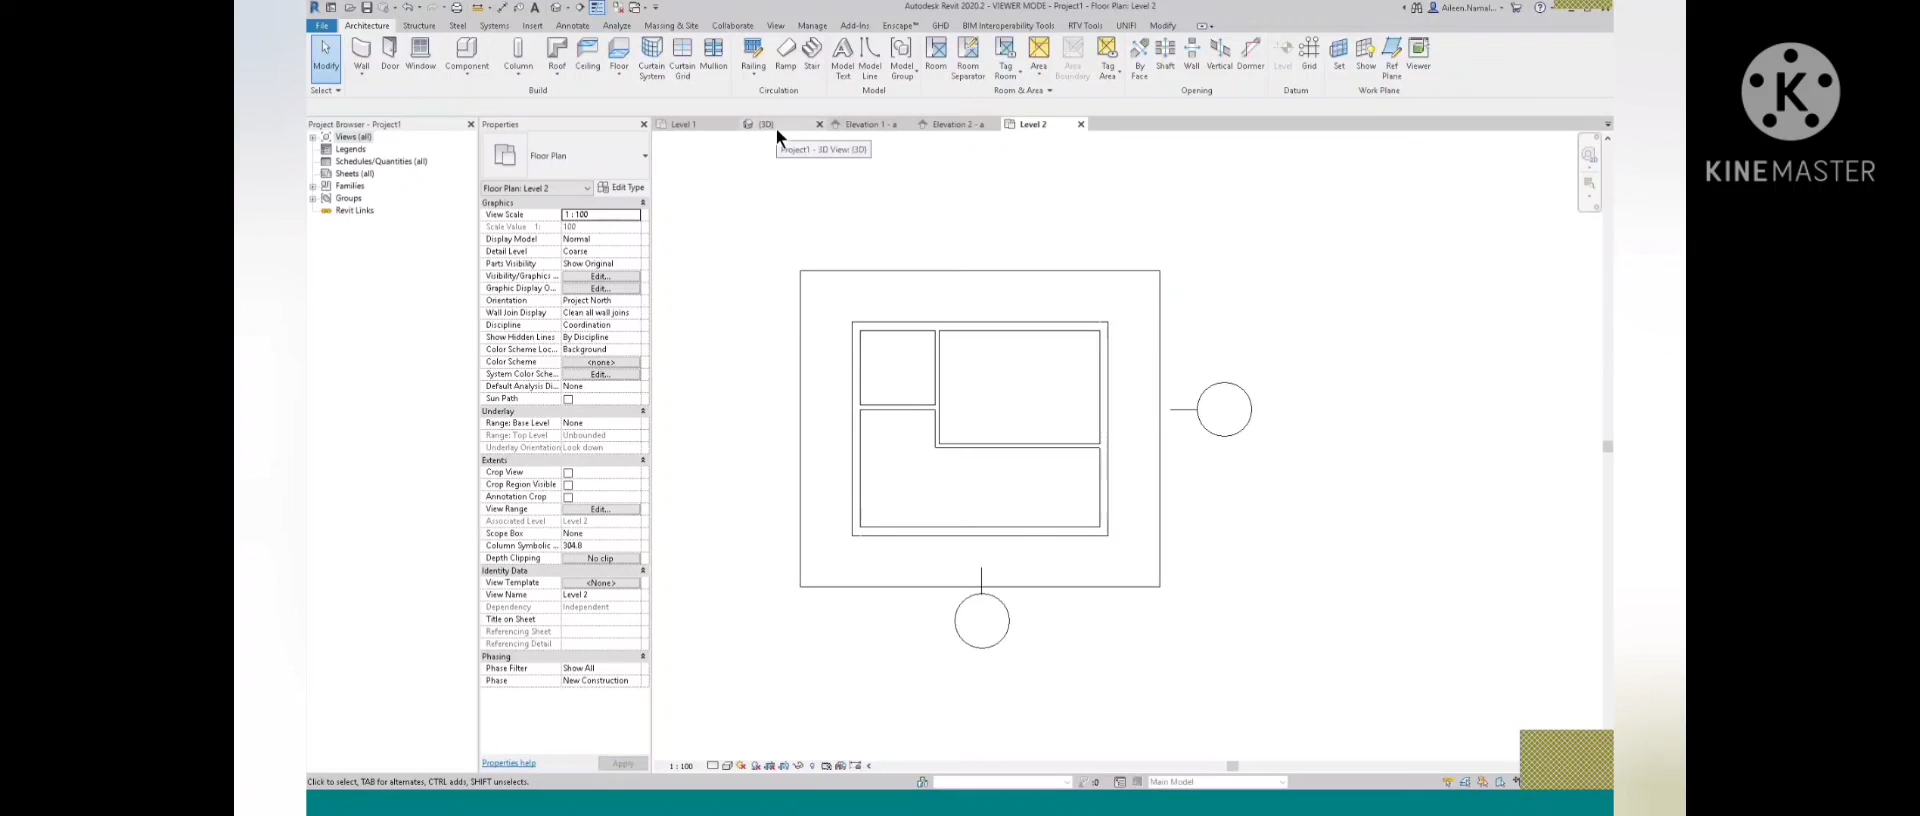 Autodesk Revit 2020.2 - VIEWER MODE - Project1 - Floor Plan: Level 2
Aileen.Namal...
File Architecture Structure Steel Systems Insert Annotate Analyze Massing & Site Collaborate View Manage Add-Ins Enscape™ GHD BIM Interoperability Tools RTV Tools UNIFI Modify
Modify Wall Door Window Component Column Roof Ceiling Floor Curtain System Curtain Grid Mullion Railing Ramp Stair Model Text Model Line Model Group Room Room Separator Tag Room Area Area Boundary Tag Area By Face Shaft Wall Vertical Dormer Level Grid Set Show Ref Plane Viewer
Select Build Circulation Model Room & Area Opening Datum Work Plane
K
KINEMASTER
Project Browser - Project1
Views (all)
Legends
Schedules/Quantities (all)
Sheets (all)
Families
Groups
Revit Links
Properties
Floor Plan
Floor Plan: Level 2 Edit Type
Graphics
View Scale 1 : 100
Scale Value 1: 100
Display Model Normal
Detail Level Coarse
Parts Visibility Show Original
Visibility/Graphics ... Edit...
Graphic Display O... Edit...
Orientation Project North
Wall Join Display Clean all wall joins
Discipline Coordination
Show Hidden Lines By Discipline
Color Scheme Loc... Background
Color Scheme <none>
System Color Sche... Edit...
Default Analysis Di... None
Sun Path
Underlay
Range: Base Level None
Range: Top Level Unbounded
Underlay Orientation Look down
Extents
Crop View
Crop Region Visible
Annotation Crop
View Range Edit...
Associated Level Level 2
Scope Box None
Column Symbolic ... 304.8
Depth Clipping No clip
Identity Data
View Template <None>
View Name Level 2
Dependency Independent
Title on Sheet
Referencing Sheet
Referencing Detail
Phasing
Phase Filter Show All
Phase New Construction
Properties help Apply
Level 1 {3D} Elevation 1 - a Elevation 2 - a Level 2
Project1 - 3D View: {3D}
1 : 100
Click to select, TAB for alternates, CTRL adds, SHIFT unselects.
:0 Main Model